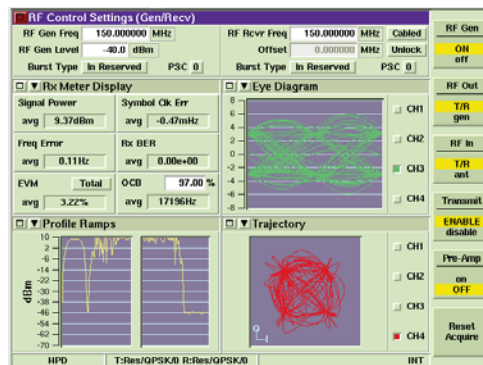 RF Control Settings (Gen/Recv)
RF Gen Freq 150.000000 MHz
RF Rcvr Freq 150.000000 MHz Cabled
RF Gen Level -40.0 dBm
Offset 0.000000 MHz Unlock
Burst Type In Reserved PSC 0
Burst Type In Reserved PSC 0
Rx Meter Display
Signal Power
avg 9.37dBm
Symbol Clk Err
avg -0.47mHz
Freq Error
avg 0.11Hz
Rx BER
avg 0.00e+00
EVM Total
avg 3.22%
OCB 97.00 %
avg 17196Hz
Eye Diagram
8
6
4
2
0
-2
-4
-6
-8
CH1
CH2
CH3
CH4
Profile Ramps
dBm
10
2
-6
-14
-22
-30
-38
-46
-54
-62
-70
Trajectory
Q
I
CH1
CH2
CH3
CH4
HPD T:Res/QPSK/0 R:Res/QPSK/0 INT
RF Gen
ON
off
RF Out
T/R
gen
RF In
T/R
ant
Transmit
ENABLE
disable
Pre-Amp
on
OFF
Reset
Acquire